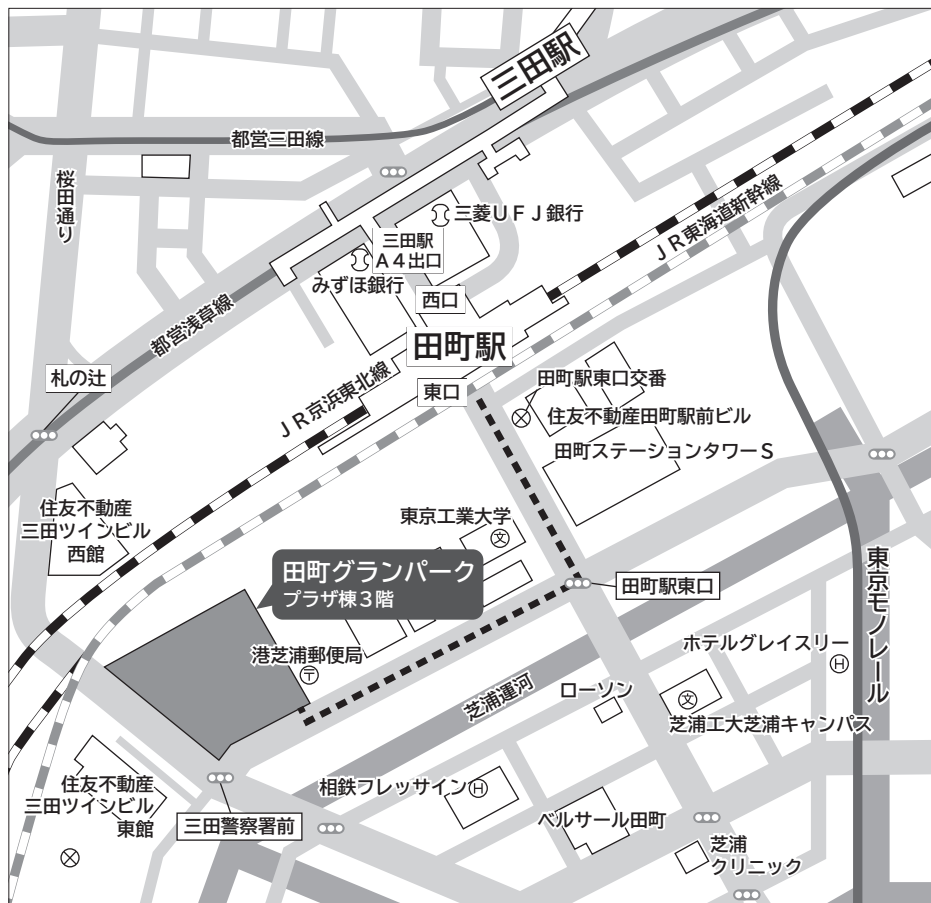 三田駅
都営三田線
桜田通り
三菱UFJ銀行
三田駅
A4出口
みずほ銀行
JR東海道新幹線
西口
都営浅草線
田町駅
札の辻
JR京浜東北線
東口
田町駅東口交番
住友不動産田町駅前ビル
田町ステーションタワーS
住友不動産
三田ツインビル
西館
東京工業大学
文
田町グランパーク
プラザ棟3階
田町駅東口
東京モノレール
港芝浦郵便局
〒
ホテルグレイスリー
H
芝浦運河
ローソン
文
芝浦工大芝浦キャンパス
住友不動産
三田ツインビル
東館
相鉄フレッサイン
H
三田警察署前
ベルサール田町
芝浦
クリニック